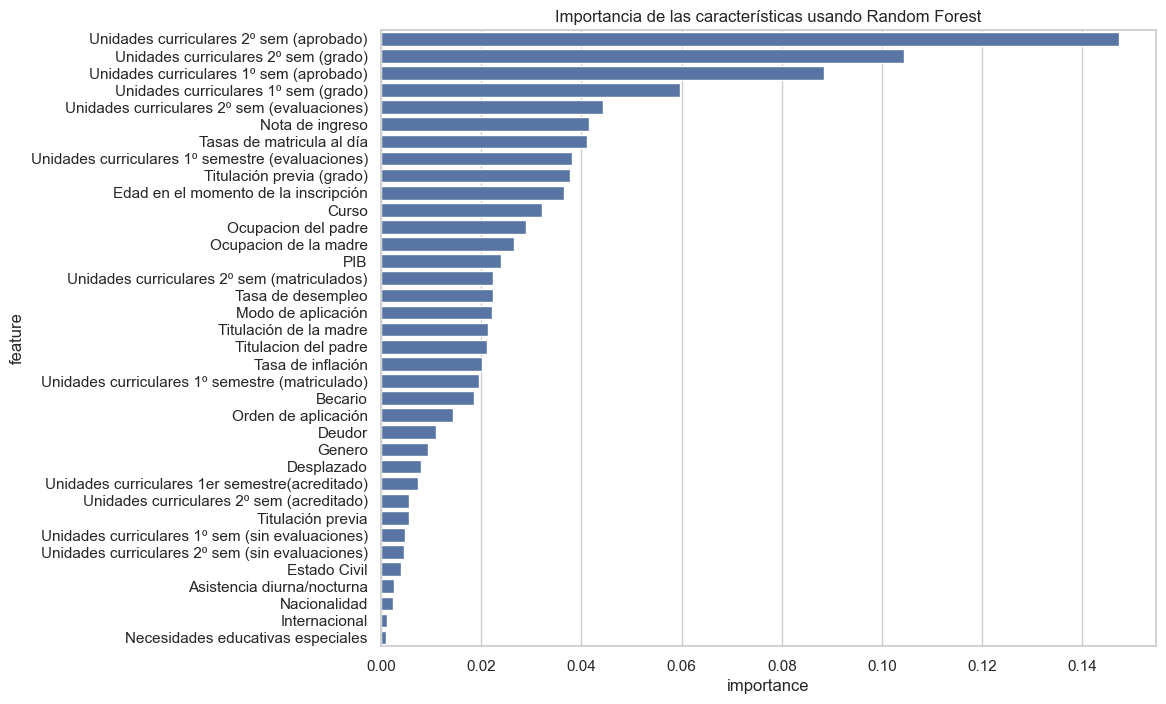 Importancia de las características usando Random Forest
feature
Unidades curriculares 2º sem (aprobado)
Unidades curriculares 2º sem (grado)
Unidades curriculares 1º sem (aprobado)
Unidades curriculares 1º sem (grado)
Unidades curriculares 2º sem (evaluaciones)
Nota de ingreso
Tasas de matricula al día
Unidades curriculares 1º semestre (evaluaciones)
Titulación previa (grado)
Edad en el momento de la inscripción
Curso
Ocupacion del padre
Ocupacion de la madre
PIB
Unidades curriculares 2º sem (matriculados)
Tasa de desempleo
Modo de aplicación
Titulación de la madre
Titulacion del padre
Tasa de inflación
Unidades curriculares 1º semestre (matriculado)
Becario
Orden de aplicación
Deudor
Genero
Desplazado
Unidades curriculares 1er semestre(acreditado)
Unidades curriculares 2º sem (acreditado)
Titulación previa
Unidades curriculares 1º sem (sin evaluaciones)
Unidades curriculares 2º sem (sin evaluaciones)
Estado Civil
Asistencia diurna/nocturna
Nacionalidad
Internacional
Necesidades educativas especiales
0.00 0.02 0.04 0.06 0.08 0.10 0.12 0.14
importance